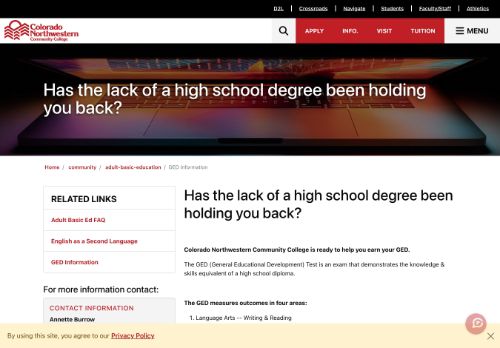 D2L | Crossroads | Navigate | Students | Faculty/Staff | Athletics
Colorado
Northwestern
Community College
APPLY INFO. VISIT TUITION MENU
Has the lack of a high school degree been holding
you back?
Home / community / adult-basic-education / GED Information
RELATED LINKS
Adult Basic Ed FAQ
English as a Second Language
GED Information
For more information contact:
CONTACT INFORMATION
Annette Burrow
Has the lack of a high school degree been
holding you back?
Colorado Northwestern Community College is ready to help you earn your GED.
The GED (General Educational Development) Test is an exam that demonstrates the knowledge &
skills equivalent of a high school diploma.
The GED measures outcomes in four areas:
1. Language Arts -- Writing & Reading
By using this site, you agree to our Privacy Policy